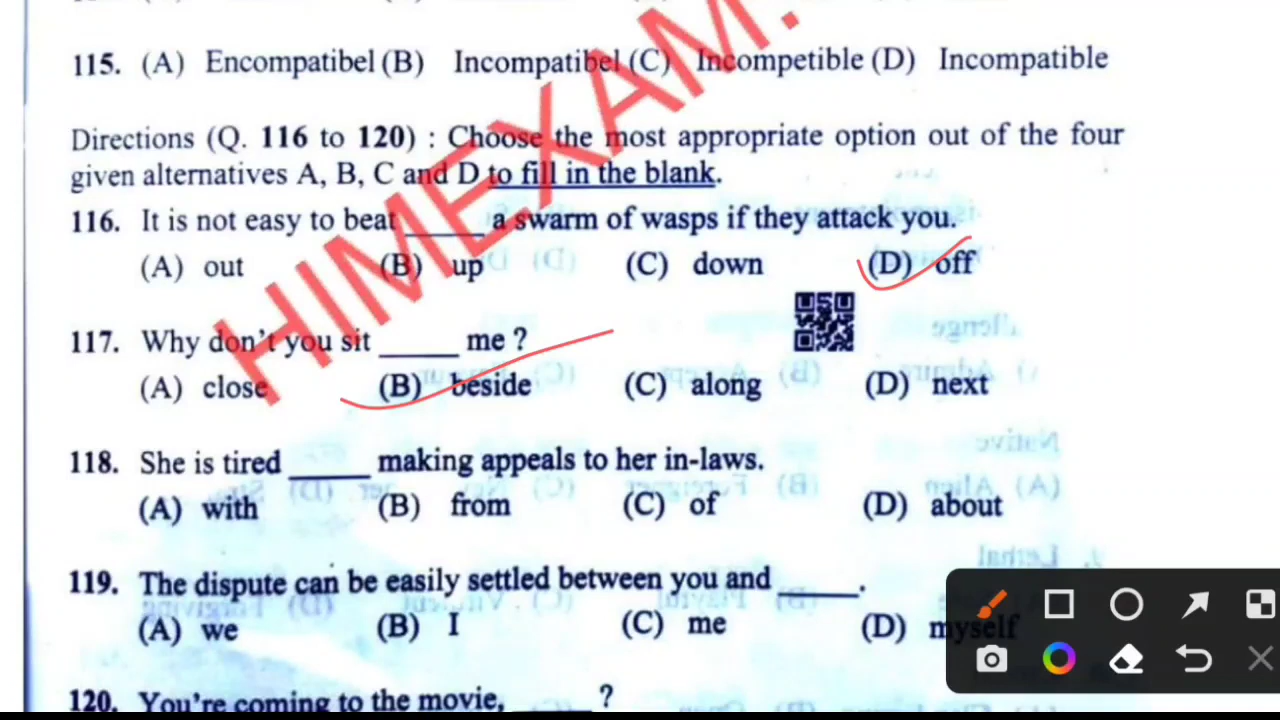 115. (A) Encompatibel (B) Incompatibel (C) Incompetible (D) Incompatible
Directions (Q. 116 to 120) : Choose the most appropriate option out of the four
given alternatives A, B, C and D to fill in the blank.
116. It is not easy to beat _____ a swarm of wasps if they attack you.
(A) out (B) up (C) down (D) off
117. Why don't you sit _____ me ?
(A) close (B) beside (C) along (D) next
118. She is tired _____ making appeals to her in-laws.
(A) with (B) from (C) of (D) about
119. The dispute can be easily settled between you and _____.
(A) we (B) I (C) me (D) myself
120. You're coming to the movie, _____ ?
HIMEXAM.